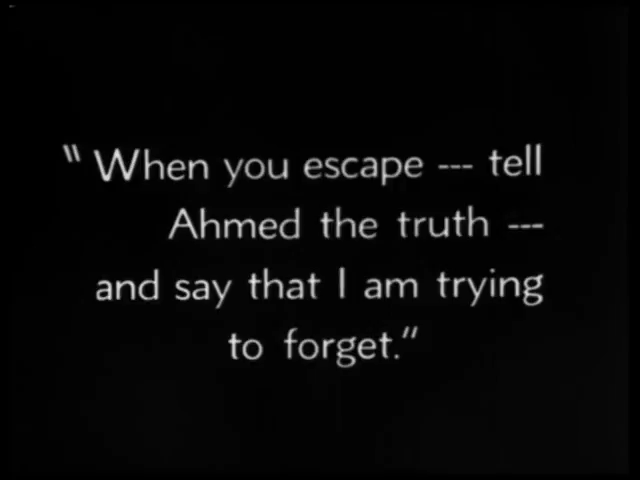 "When you escape --- tell
Ahmed the truth ---
and say that I am trying
to forget."